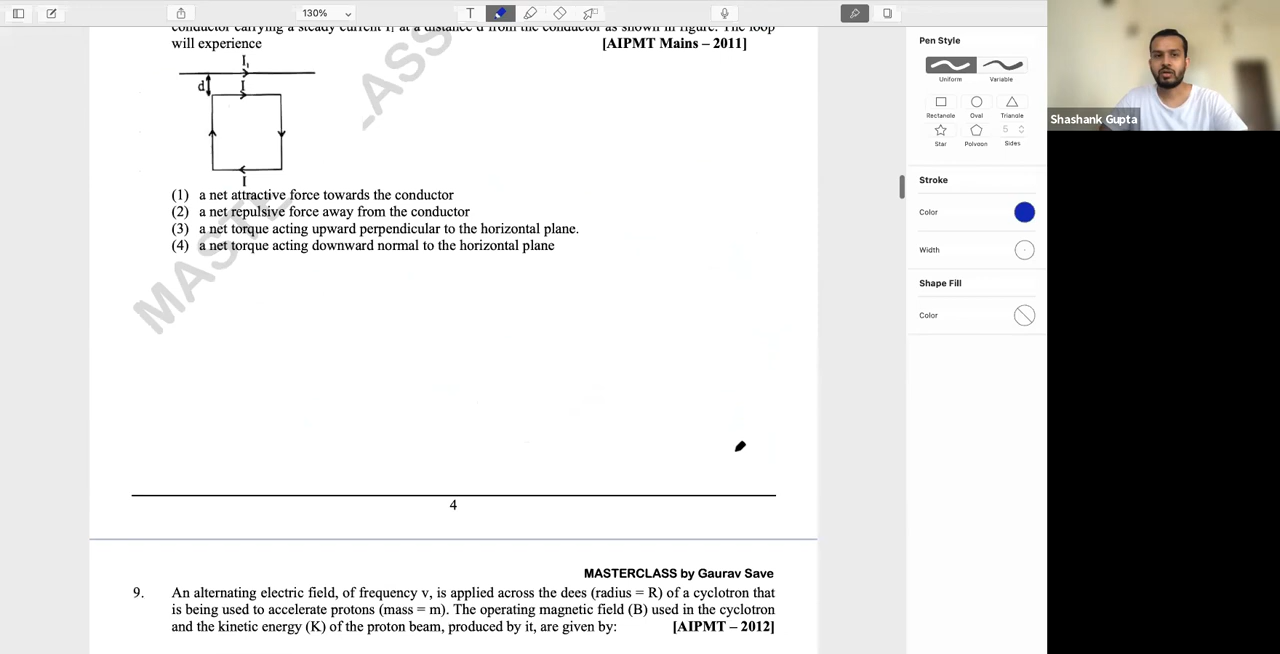 130%
T
conductor carrying a steady current I₁ at a distance d from the conductor as shown in figure. The loop
will experience [AIPMT Mains – 2011]
I₁
d I
I
(1) a net attractive force towards the conductor
(2) a net repulsive force away from the conductor
(3) a net torque acting upward perpendicular to the horizontal plane.
(4) a net torque acting downward normal to the horizontal plane
4
MASTERCLASS by Gaurav Save
9. An alternating electric field, of frequency v, is applied across the dees (radius = R) of a cyclotron that
is being used to accelerate protons (mass = m). The operating magnetic field (B) used in the cyclotron
and the kinetic energy (K) of the proton beam, produced by it, are given by: [AIPMT – 2012]
Pen Style
Uniform Variable
Rectangle Oval Triangle
5
Star Polygon Sides
Stroke
Color
Width
Shape Fill
Color
Shashank Gupta